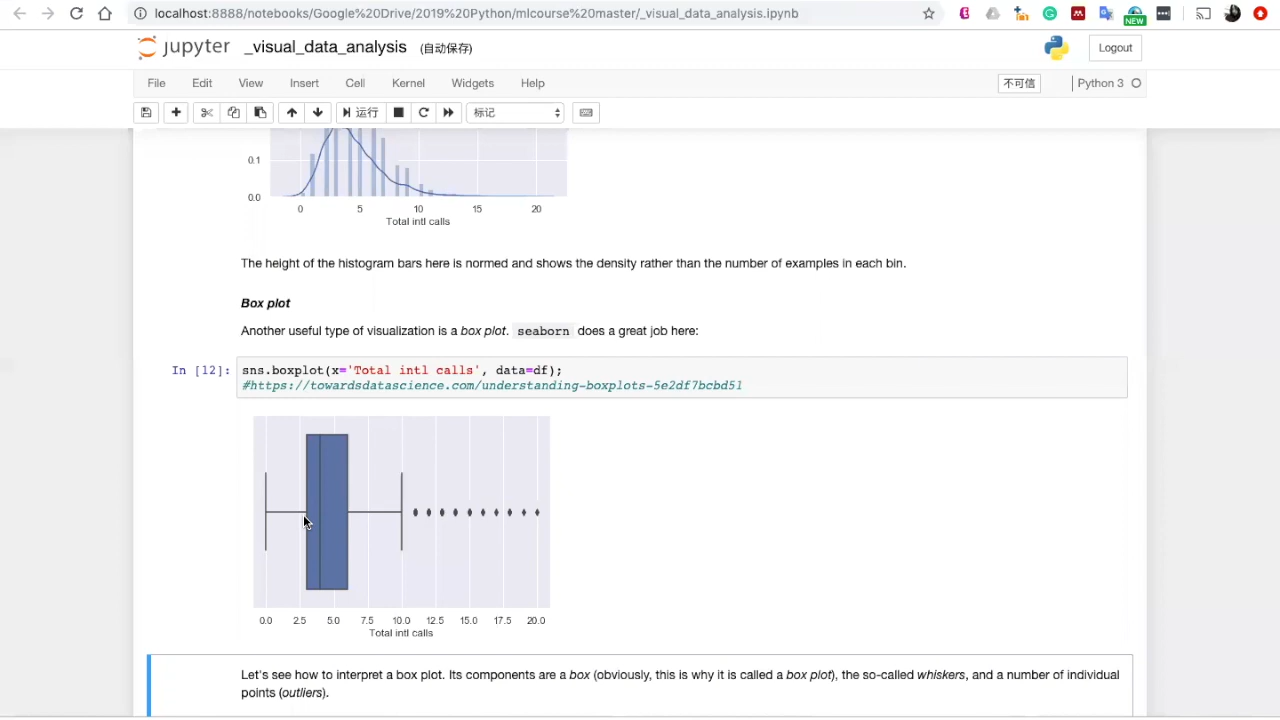 localhost:8888/notebooks/Google%20Drive/2%20%20Python/mlcourse%20master/_visual_data_analysis.ipynb
NEW
jupyter _visual_data_analysis (自动保存)
Logout
File Edit View Insert Cell Kernel Widgets Help 不可信 Python 3
运行 标记
0.1
0.0
0 5 10 15 20
Total intl calls
The height of the histogram bars here is normed and shows the density rather than the number of examples in each bin.
Box plot
Another useful type of visualization is a box plot. seaborn does a great job here:
In [12]: sns.boxplot(x='Total intl calls', data=df);
#https://towardsdatascience.com/understanding-boxplots-5e2df7bcbd51
0.0 2.5 5.0 7.5 10.0 12.5 15.0 17.5 20.0
Total intl calls
Let's see how to interpret a box plot. Its components are a box (obviously, this is why it is called a box plot), the so-called whiskers, and a number of individual
points (outliers).